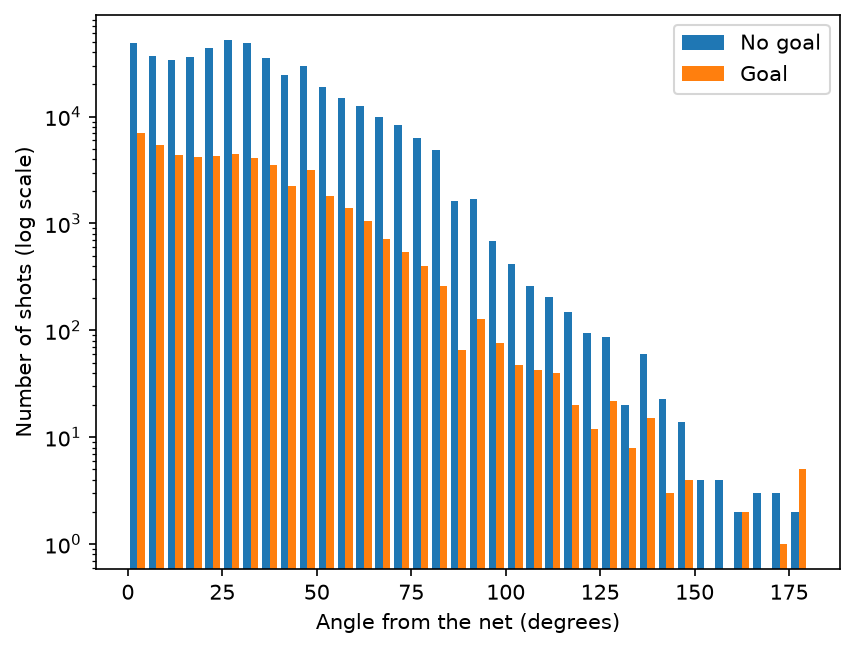 No goal
Goal
Number of shots (log scale)
10^4
10^3
10^2
10^1
10^0
0 25 50 75 100 125 150 175
Angle from the net (degrees)